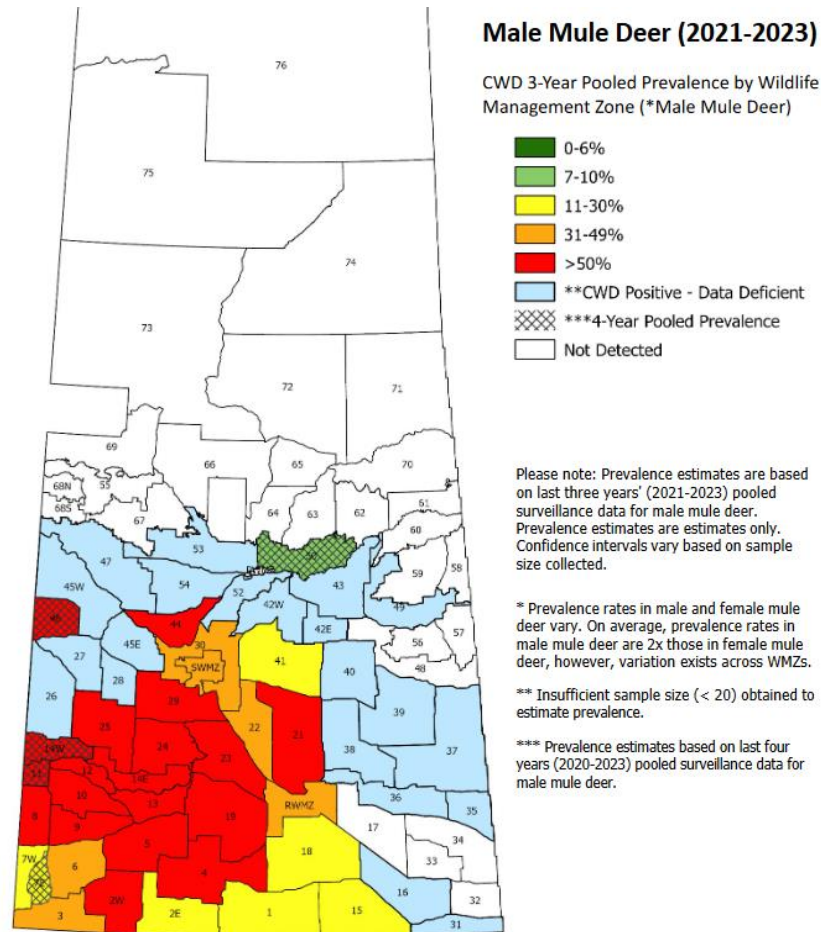 Male Mule Deer (2021-2023)
CWD 3-Year Pooled Prevalence by Wildlife
Management Zone (*Male Mule Deer)
0-6%
7-10%
11-30%
31-49%
>50%
**CWD Positive - Data Deficient
***4-Year Pooled Prevalence
Not Detected
Please note: Prevalence estimates are based
on last three years' (2021-2023) pooled
surveillance data for male mule deer.
Prevalence estimates are estimates only.
Confidence intervals vary based on sample
size collected.
* Prevalence rates in male and female mule
deer vary. On average, prevalence rates in
male mule deer are 2x those in female mule
deer, however, variation exists across WMZs.
** Insufficient sample size (< 20) obtained to
estimate prevalence.
*** Prevalence estimates based on last four
years (2020-2023) pooled surveillance data for
male mule deer.
76
75
74
73
72
71
69
66
65
70
68N
55
68S
67
64
63
62
61
60
53
50
59
58
47
54
43
45W
52
42W
49
46
44
42E
57
45E
30
56
27
SWMZ
41
48
28
40
26
29
39
25
22
21
24
38
37
14W
23
11
12
14E
10
13
36
35
8
19
RWMZ
9
17
34
5
7W
18
33
6
4
16
32
3
2W
2E
1
15
31